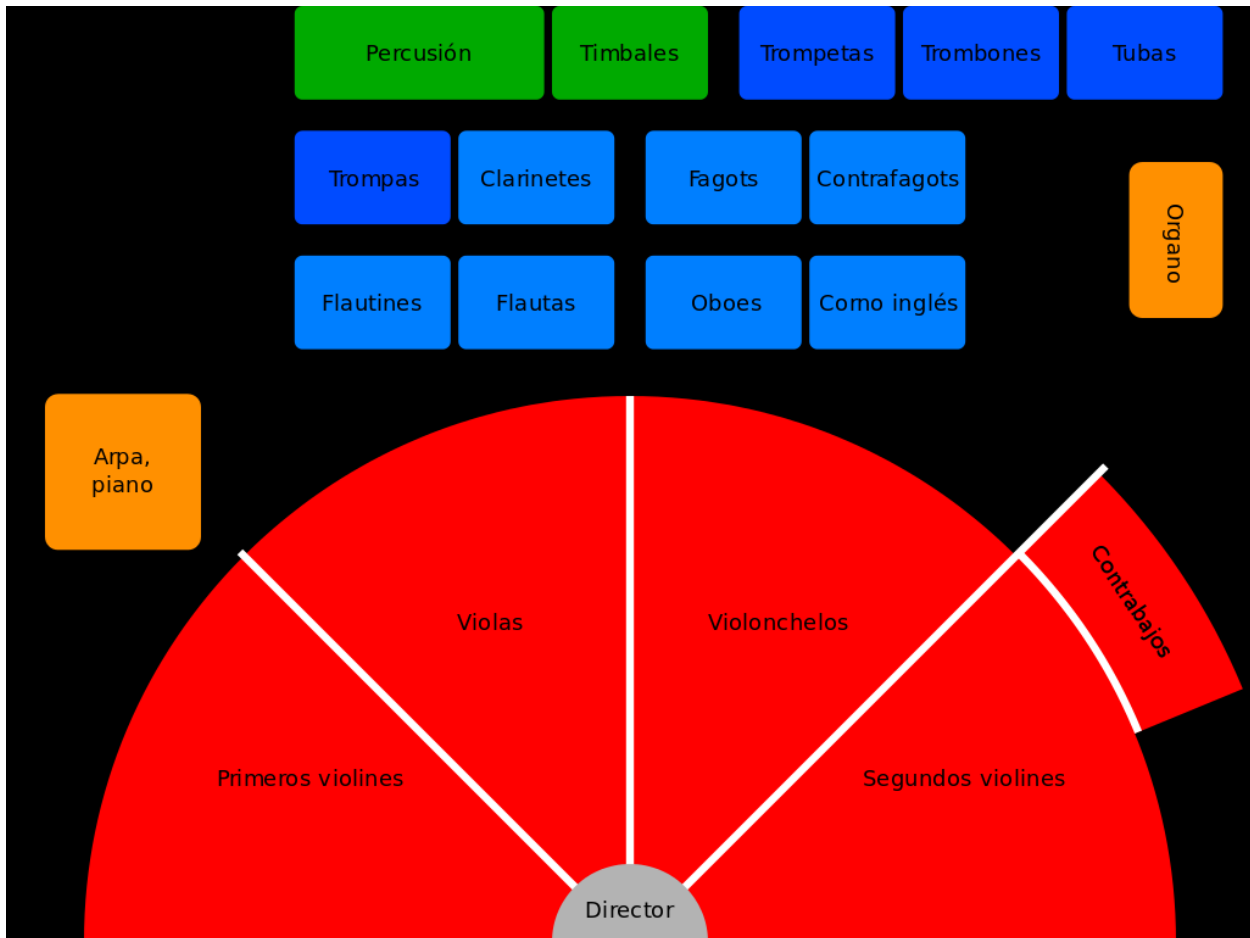 Percusión
Timbales
Trompetas
Trombones
Tubas
Trompas
Clarinetes
Fagots
Contrafagots
Organo
Flautines
Flautas
Oboes
Corno inglés
Arpa,
piano
Contrabajos
Violas
Violonchelos
Primeros violines
Segundos violines
Director